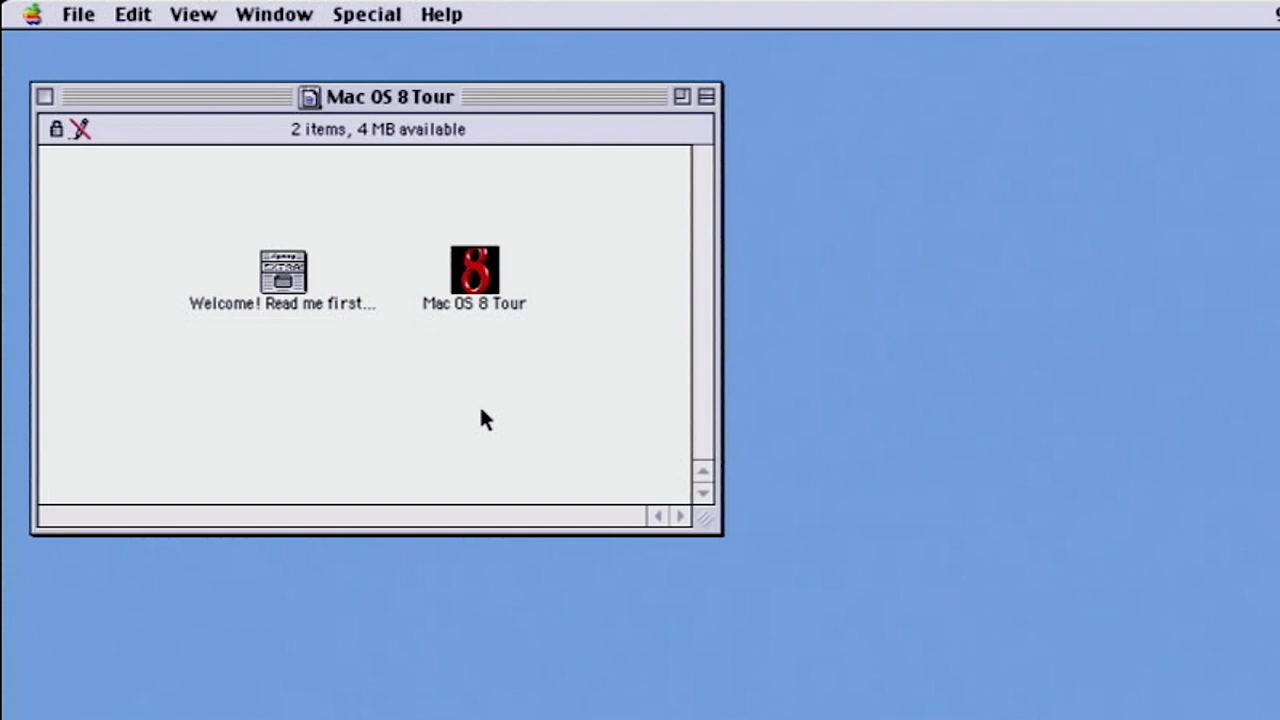 File Edit View Window Special Help
Mac OS 8 Tour
2 items, 4 MB available
Welcome! Read me first...
Mac OS 8 Tour